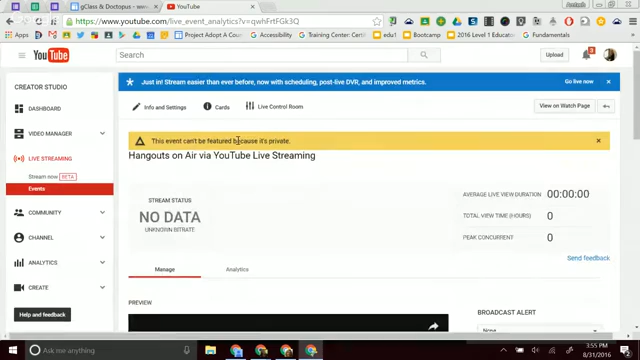 gClass & Doctopus - swe
YouTube
https://www.youtube.com/live_event_analytics?v=qwhFrtFGk3Q
Apps
Project Adopt A Cour
Accessibility
Training Center: Certifi
edu1
Bootcamp
2016 Level 1 Educator
Fundamentals
YouTube
Search
Upload
3
CREATOR STUDIO
DASHBOARD
VIDEO MANAGER
LIVE STREAMING
Stream now BETA
Events
COMMUNITY
CHANNEL
ANALYTICS
CREATE
Help and feedback
Just in! Stream easier than ever before, now with scheduling, post-live DVR, and improved metrics.
Go live now
Info and Settings
Cards
Live Control Room
View on Watch Page
This event can't be featured because it's private.
Hangouts on Air via YouTube Live Streaming
STREAM STATUS
NO DATA
UNKNOWN BITRATE
AVERAGE LIVE VIEW DURATION 00:00:00
TOTAL VIEW TIME (HOURS) 0
PEAK CONCURRENT 0
Send feedback
Manage
Analytics
PREVIEW
BROADCAST ALERT
None
Ask me anything
3:55 PM
8/31/2016